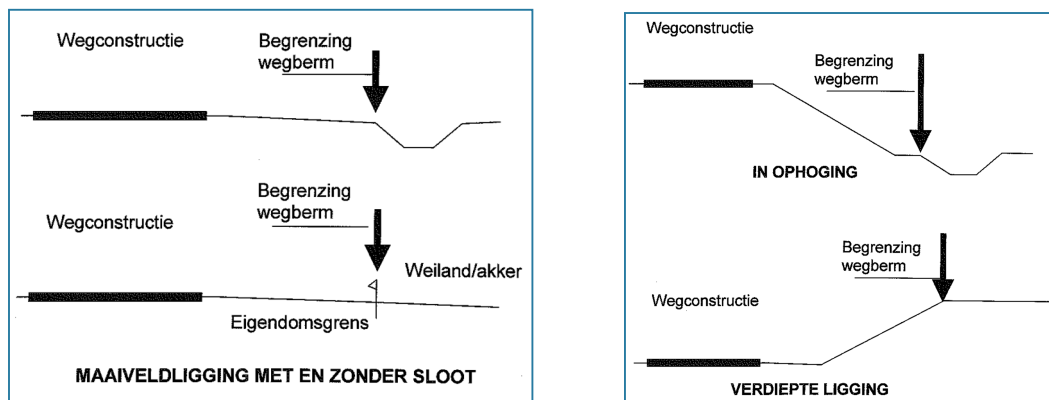 Wegconstructie
Begrenzing
wegberm
Wegconstructie
Begrenzing
wegberm
Weiland/akker
Eigendomsgrens
MAAIVELDLIGGING MET EN ZONDER SLOOT
Wegconstructie
Begrenzing
wegberm
IN OPHOGING
Begrenzing
wegberm
Wegconstructie
VERDIEPTE LIGGING